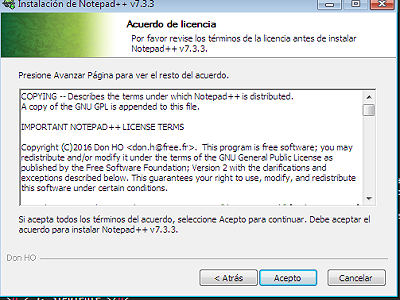 Instalación de Notepad++ v7.3.3
Acuerdo de licencia
Por favor revise los términos de la licencia antes de instalar
Notepad++ v7.3.3.
Presione Avanzar Página para ver el resto del acuerdo.
COPYING -- Describes the terms under which Notepad++ is distributed.
A copy of the GNU GPL is appended to this file.
IMPORTANT NOTEPAD++ LICENSE TERMS
Copyright (C)2016 Don HO <don.h@free.fr>. This program is free software; you may
redistribute and/or modify it under the terms of the GNU General Public License as
published by the Free Software Foundation; Version 2 with the clarifications and
exceptions described below. This guarantees your right to use, modify, and redistribute
this software under certain conditions.
Si acepta todos los términos del acuerdo, seleccione Acepto para continuar. Debe aceptar el
acuerdo para instalar Notepad++ v7.3.3.
Don HO
< Atrás Acepto Cancelar